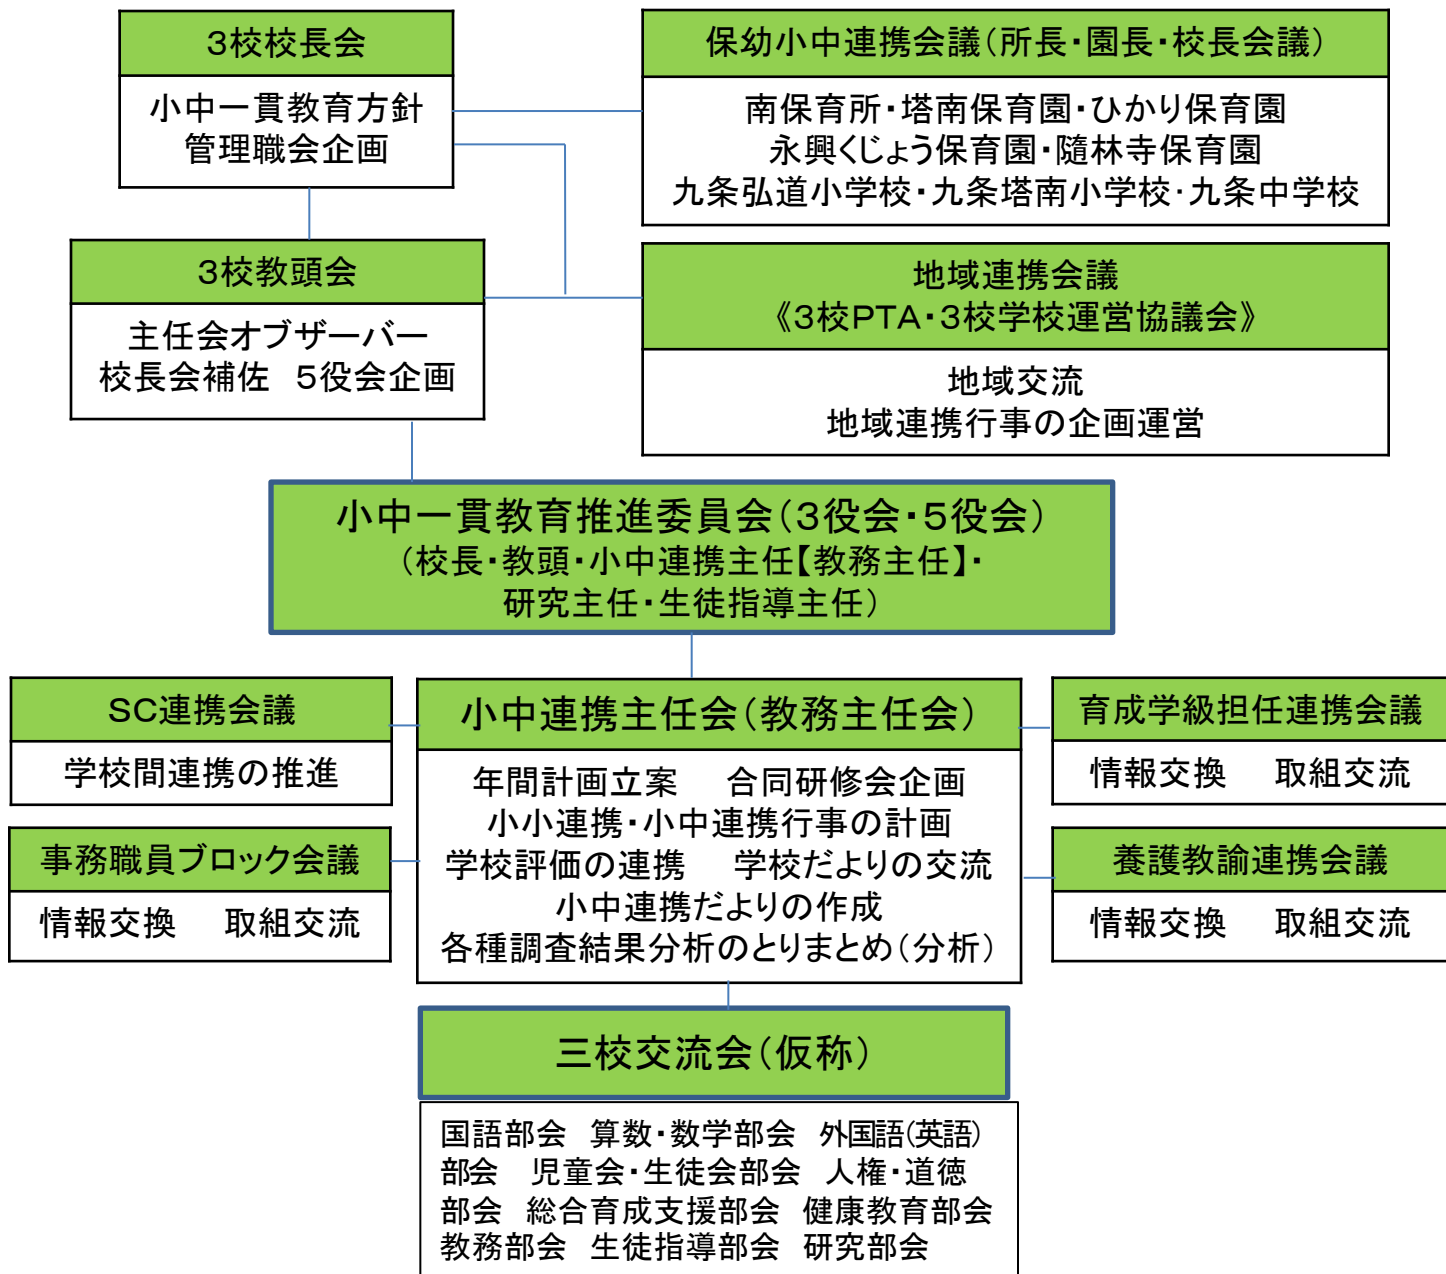 3校校長会
小中一貫教育方針
管理職会企画
保幼小中連携会議(所長・園長・校長会議)
南保育所・塔南保育園・ひかり保育園
永興くじょう保育園・隨林寺保育園
九条弘道小学校・九条塔南小学校・九条中学校
3校教頭会
主任会オブザーバー
校長会補佐 5役会企画
地域連携会議
《3校PTA・3校学校運営協議会》
地域交流
地域連携行事の企画運営
小中一貫教育推進委員会(3役会・5役会)
(校長・教頭・小中連携主任【教務主任】・
研究主任・生徒指導主任)
SC連携会議
学校間連携の推進
事務職員ブロック会議
情報交換 取組交流
小中連携主任会(教務主任会)
年間計画立案 合同研修会企画
小小連携・小中連携行事の計画
学校評価の連携 学校だよりの交流
小中連携だよりの作成
各種調査結果分析のとりまとめ(分析)
育成学級担任連携会議
情報交換 取組交流
養護教諭連携会議
情報交換 取組交流
三校交流会(仮称)
国語部会 算数・数学部会 外国語(英語)
部会 児童会・生徒会部会 人権・道徳
部会 総合育成支援部会 健康教育部会
教務部会 生徒指導部会 研究部会